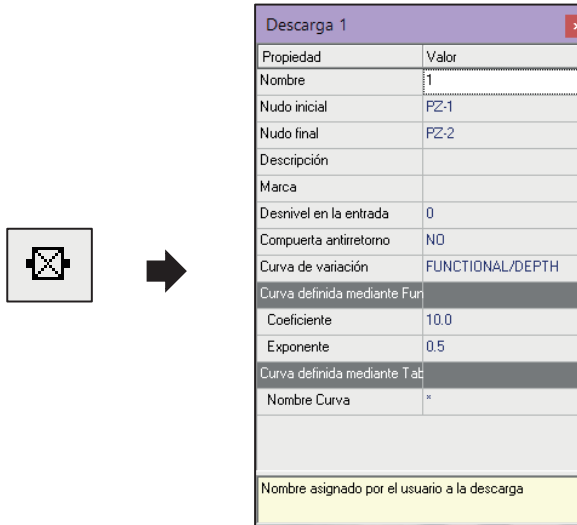 Descarga 1
Propiedad Valor
Nombre 1
Nudo inicial PZ-1
Nudo final PZ-2
Descripción
Marca
Desnivel en la entrada 0
Compuerta antirretorno NO
Curva de variación FUNCTIONAL/DEPTH
Curva definida mediante Fun
Coeficiente 10.0
Exponente 0.5
Curva definida mediante Tab
Nombre Curva *
Nombre asignado por el usuario a la descarga